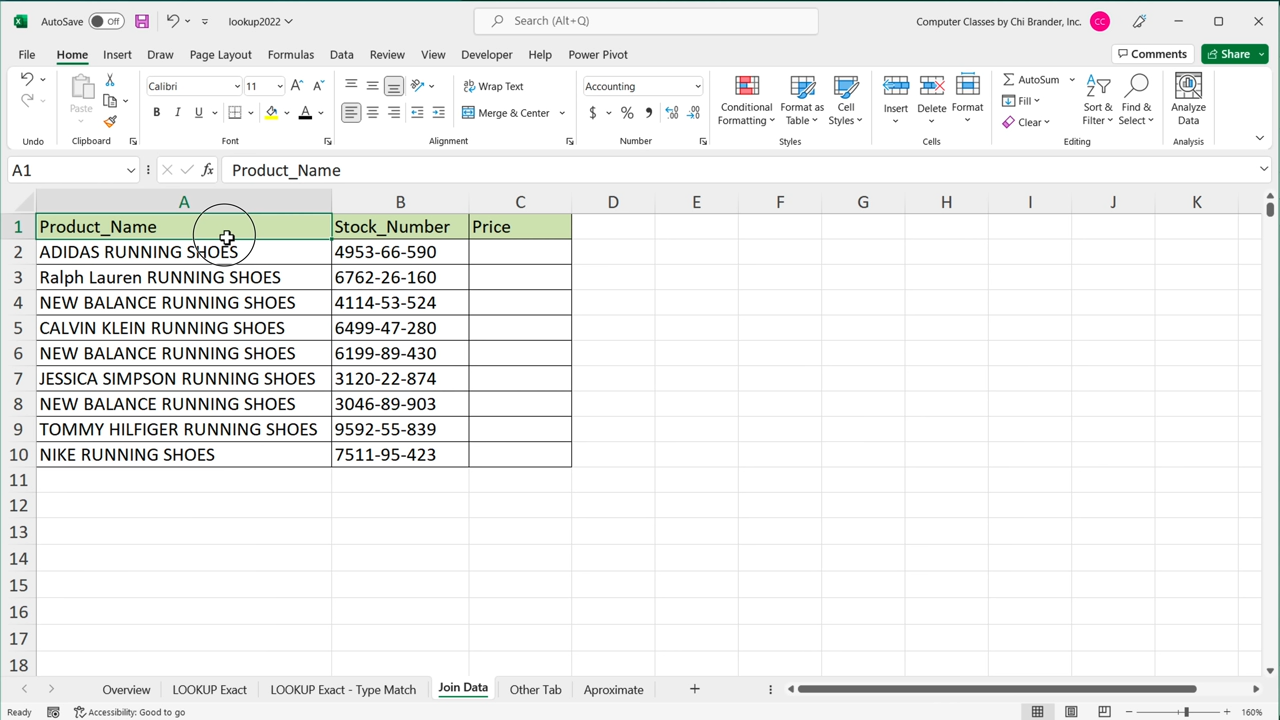 AutoSave Off lookup2022 Search (Alt+Q) Computer Classes by Chi Brander, Inc. CC
File Home Insert Draw Page Layout Formulas Data Review View Developer Help Power Pivot Comments Share
Calibri 11 Wrap Text Accounting AutoSum
Paste Merge & Center Conditional Formatting Format as Table Cell Styles Insert Delete Format Fill Sort & Filter Find & Select Analyze Data
Clear
Undo Clipboard Font Alignment Number Styles Cells Editing Analysis
A1 fx Product_Name
A B C D E F G H I J K
1 Product_Name Stock_Number Price
2 ADIDAS RUNNING SHOES 4953-66-590
3 Ralph Lauren RUNNING SHOES 6762-26-160
4 NEW BALANCE RUNNING SHOES 4114-53-524
5 CALVIN KLEIN RUNNING SHOES 6499-47-280
6 NEW BALANCE RUNNING SHOES 6199-89-430
7 JESSICA SIMPSON RUNNING SHOES 3120-22-874
8 NEW BALANCE RUNNING SHOES 3046-89-903
9 TOMMY HILFIGER RUNNING SHOES 9592-55-839
10 NIKE RUNNING SHOES 7511-95-423
11
12
13
14
15
16
17
18
Overview LOOKUP Exact LOOKUP Exact - Type Match Join Data Other Tab Aproximate
Ready Accessibility: Good to go 160%